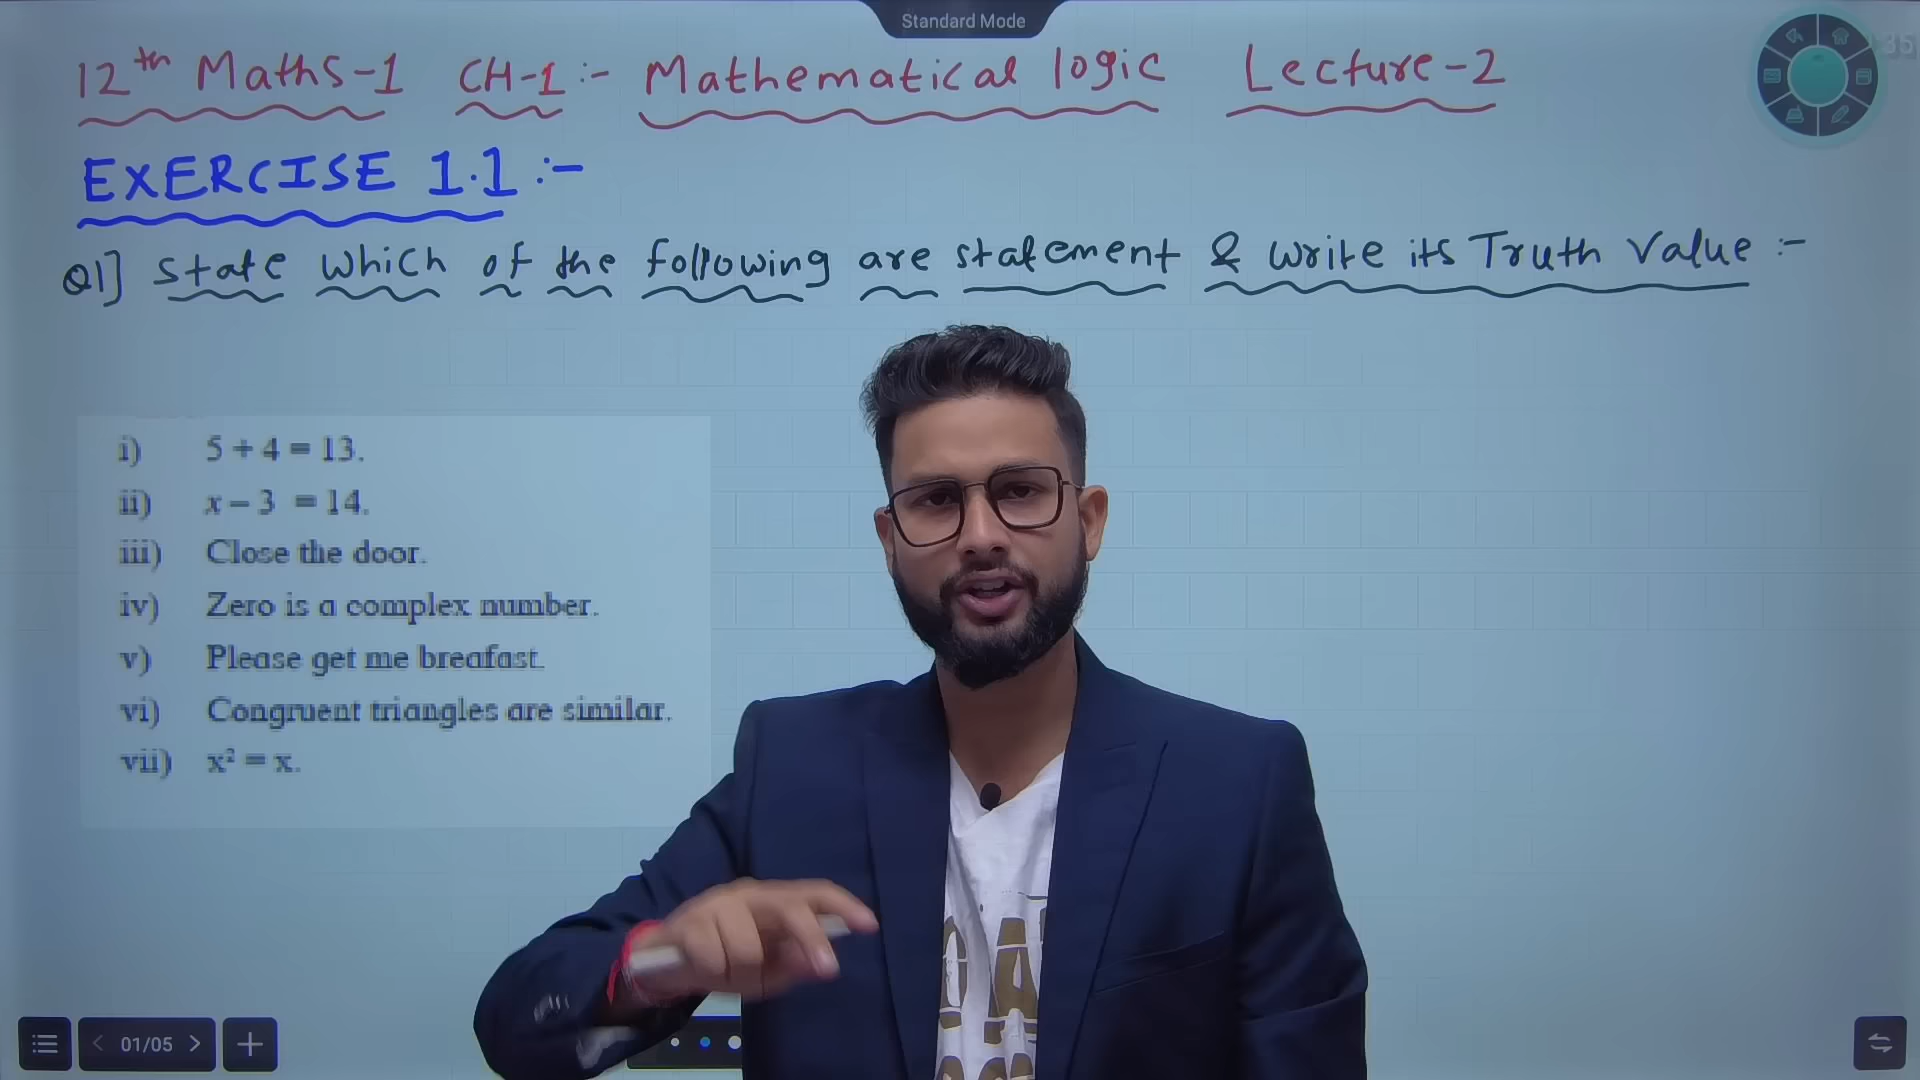 Standard Mode
12th Maths-1 CH-1:- Mathematical logic Lecture-2
EXERCISE 1.1 :-
Q1] State which of the following are statement & write its Truth Value :-
i) 5 + 4 = 13.
ii) x – 3 = 14.
iii) Close the door.
iv) Zero is a complex number.
v) Please get me breafast.
vi) Congruent triangles are similar.
vii) x² = x.
01/05